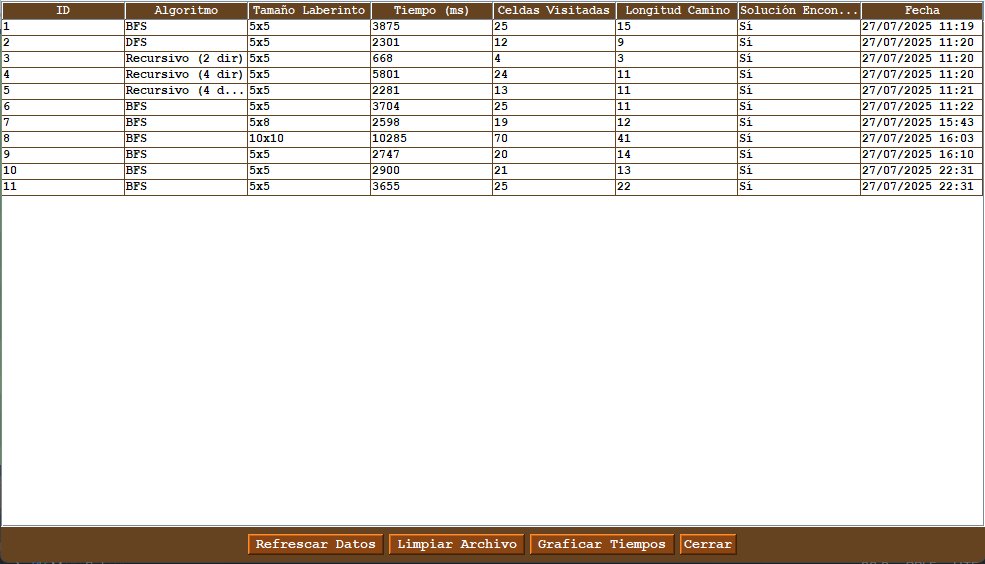 ID Algoritmo Tamaño Laberinto Tiempo (ms) Celdas Visitadas Longitud Camino Solución Encon... Fecha
1 BFS 5x5 3875 25 15 Sí 27/07/2025 11:19
2 DFS 5x5 2301 12 9 Sí 27/07/2025 11:20
3 Recursivo (2 dir) 5x5 668 4 3 Sí 27/07/2025 11:20
4 Recursivo (4 dir) 5x5 5801 24 11 Sí 27/07/2025 11:20
5 Recursivo (4 d... 5x5 2281 13 11 Sí 27/07/2025 11:21
6 BFS 5x5 3704 25 11 Sí 27/07/2025 11:22
7 BFS 5x8 2598 19 12 Sí 27/07/2025 15:43
8 BFS 10x10 10285 70 41 Sí 27/07/2025 16:03
9 BFS 5x5 2747 20 14 Sí 27/07/2025 16:10
10 BFS 5x5 2900 21 13 Sí 27/07/2025 22:31
11 BFS 5x5 3655 25 22 Sí 27/07/2025 22:31
Refrescar Datos Limpiar Archivo Graficar Tiempos Cerrar